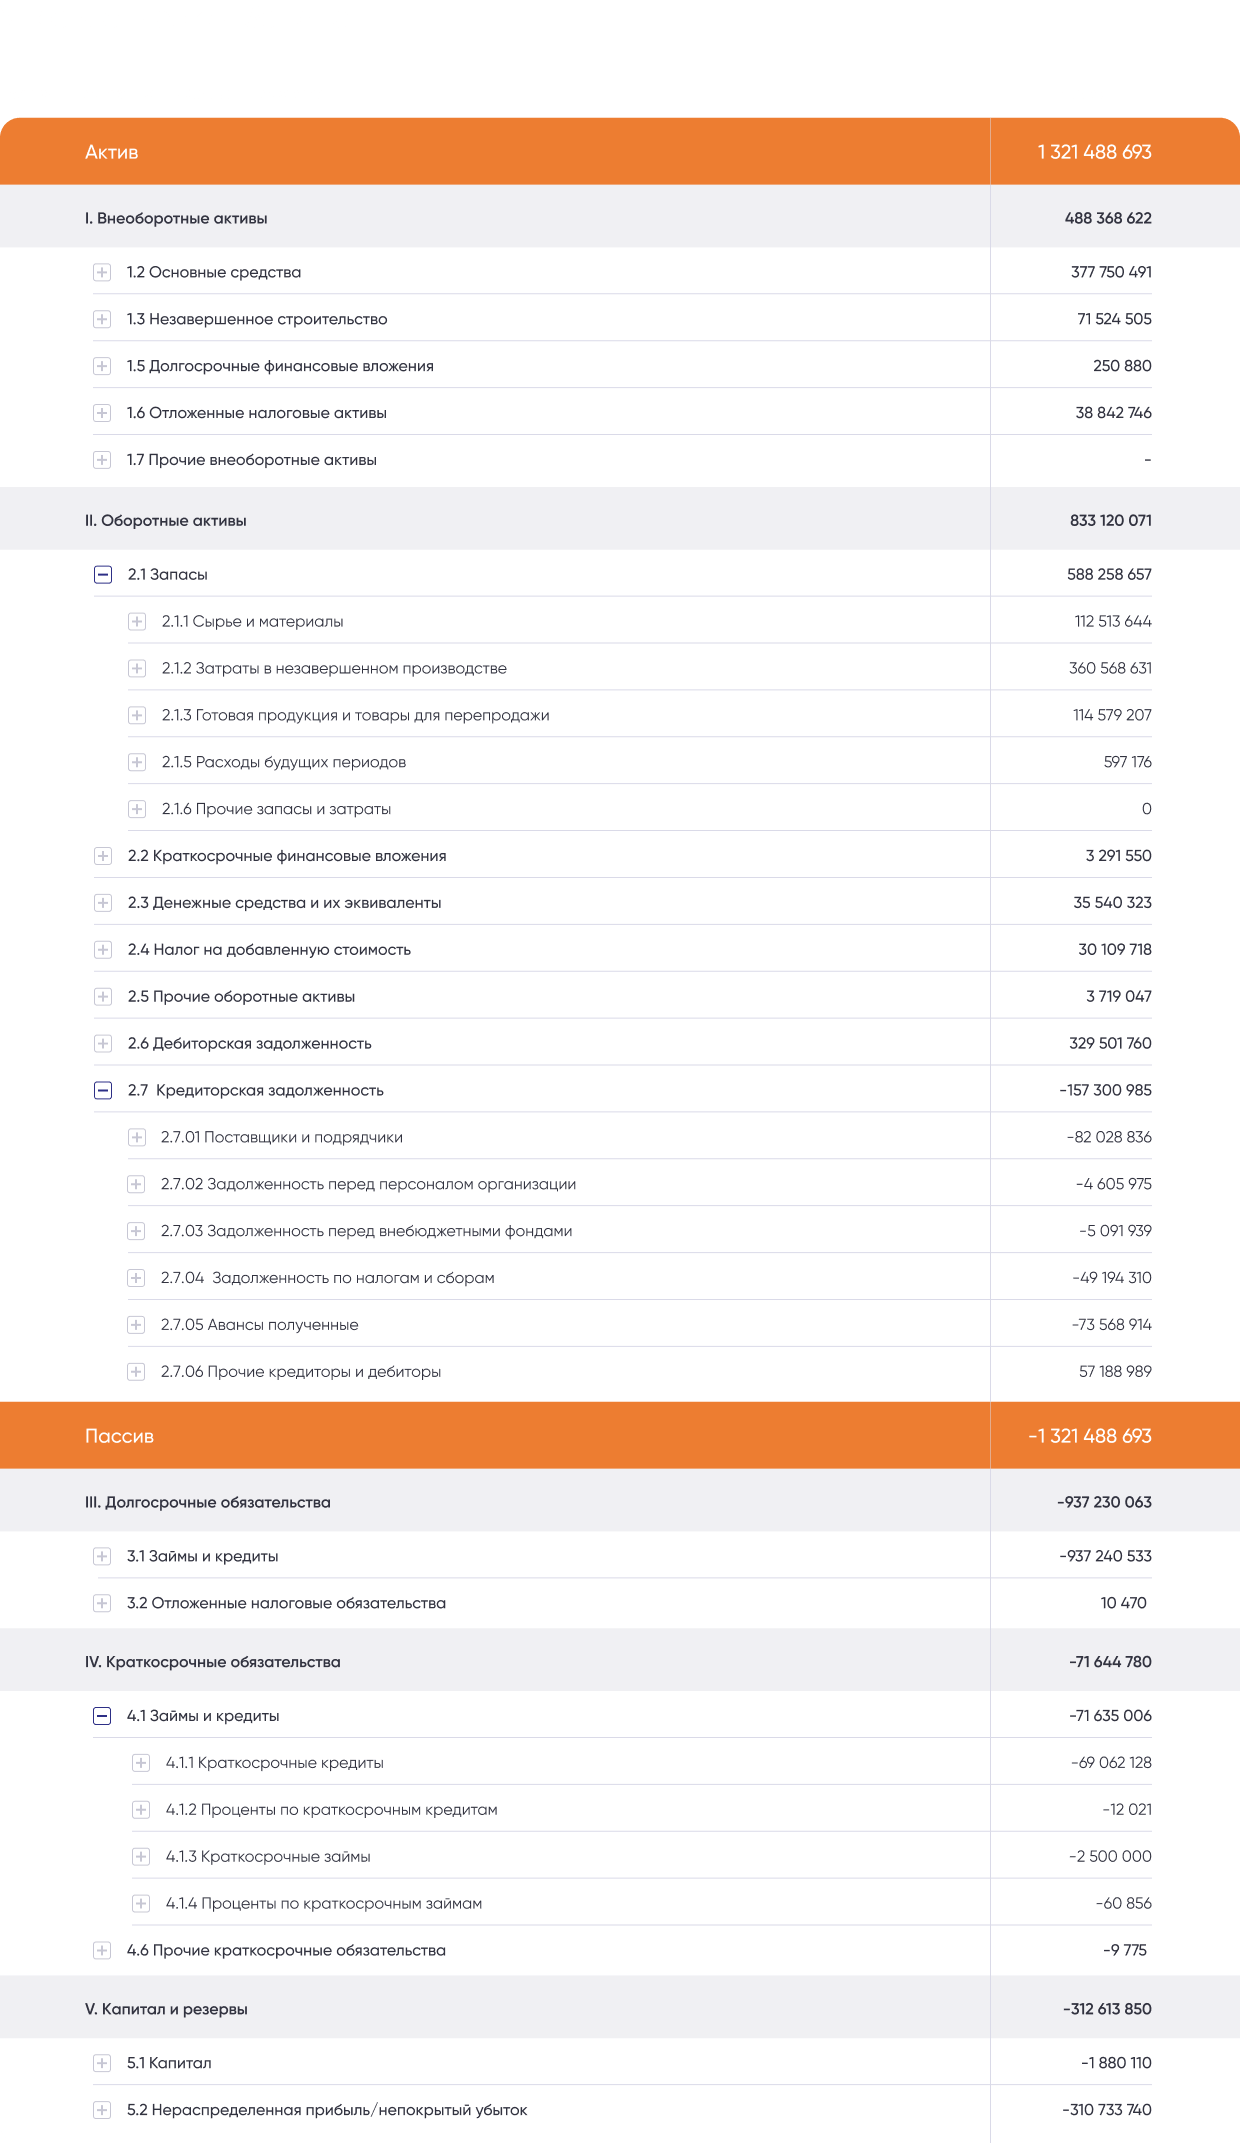 Актив 1 321 488 693
I. Внеоборотные активы 488 368 622
1.2 Основные средства 377 750 491
1.3 Незавершенное строительство 71 524 505
1.5 Долгосрочные финансовые вложения 250 880
1.6 Отложенные налоговые активы 38 842 746
1.7 Прочие внеоборотные активы -
II. Оборотные активы 833 120 071
2.1 Запасы 588 258 657
2.1.1 Сырье и материалы 112 513 644
2.1.2 Затраты в незавершенном производстве 360 568 631
2.1.3 Готовая продукция и товары для перепродажи 114 579 207
2.1.5 Расходы будущих периодов 597 176
2.1.6 Прочие запасы и затраты 0
2.2 Краткосрочные финансовые вложения 3 291 550
2.3 Денежные средства и их эквиваленты 35 540 323
2.4 Налог на добавленную стоимость 30 109 718
2.5 Прочие оборотные активы 3 719 047
2.6 Дебиторская задолженность 329 501 760
2.7 Кредиторская задолженность -157 300 985
2.7.01 Поставщики и подрядчики -82 028 836
2.7.02 Задолженность перед персоналом организации -4 605 975
2.7.03 Задолженность перед внебюджетными фондами -5 091 939
2.7.04 Задолженность по налогам и сборам -49 194 310
2.7.05 Авансы полученные -73 568 914
2.7.06 Прочие кредиторы и дебиторы 57 188 989
Пассив -1 321 488 693
III. Долгосрочные обязательства -937 230 063
3.1 Займы и кредиты -937 240 533
3.2 Отложенные налоговые обязательства 10 470
IV. Краткосрочные обязательства -71 644 780
4.1 Займы и кредиты -71 635 006
4.1.1 Краткосрочные кредиты -69 062 128
4.1.2 Проценты по краткосрочным кредитам -12 021
4.1.3 Краткосрочные займы -2 500 000
4.1.4 Проценты по краткосрочным займам -60 856
4.6 Прочие краткосрочные обязательства -9 775
V. Капитал и резервы -312 613 850
5.1 Капитал -1 880 110
5.2 Нераспределенная прибыль/непокрытый убыток -310 733 740